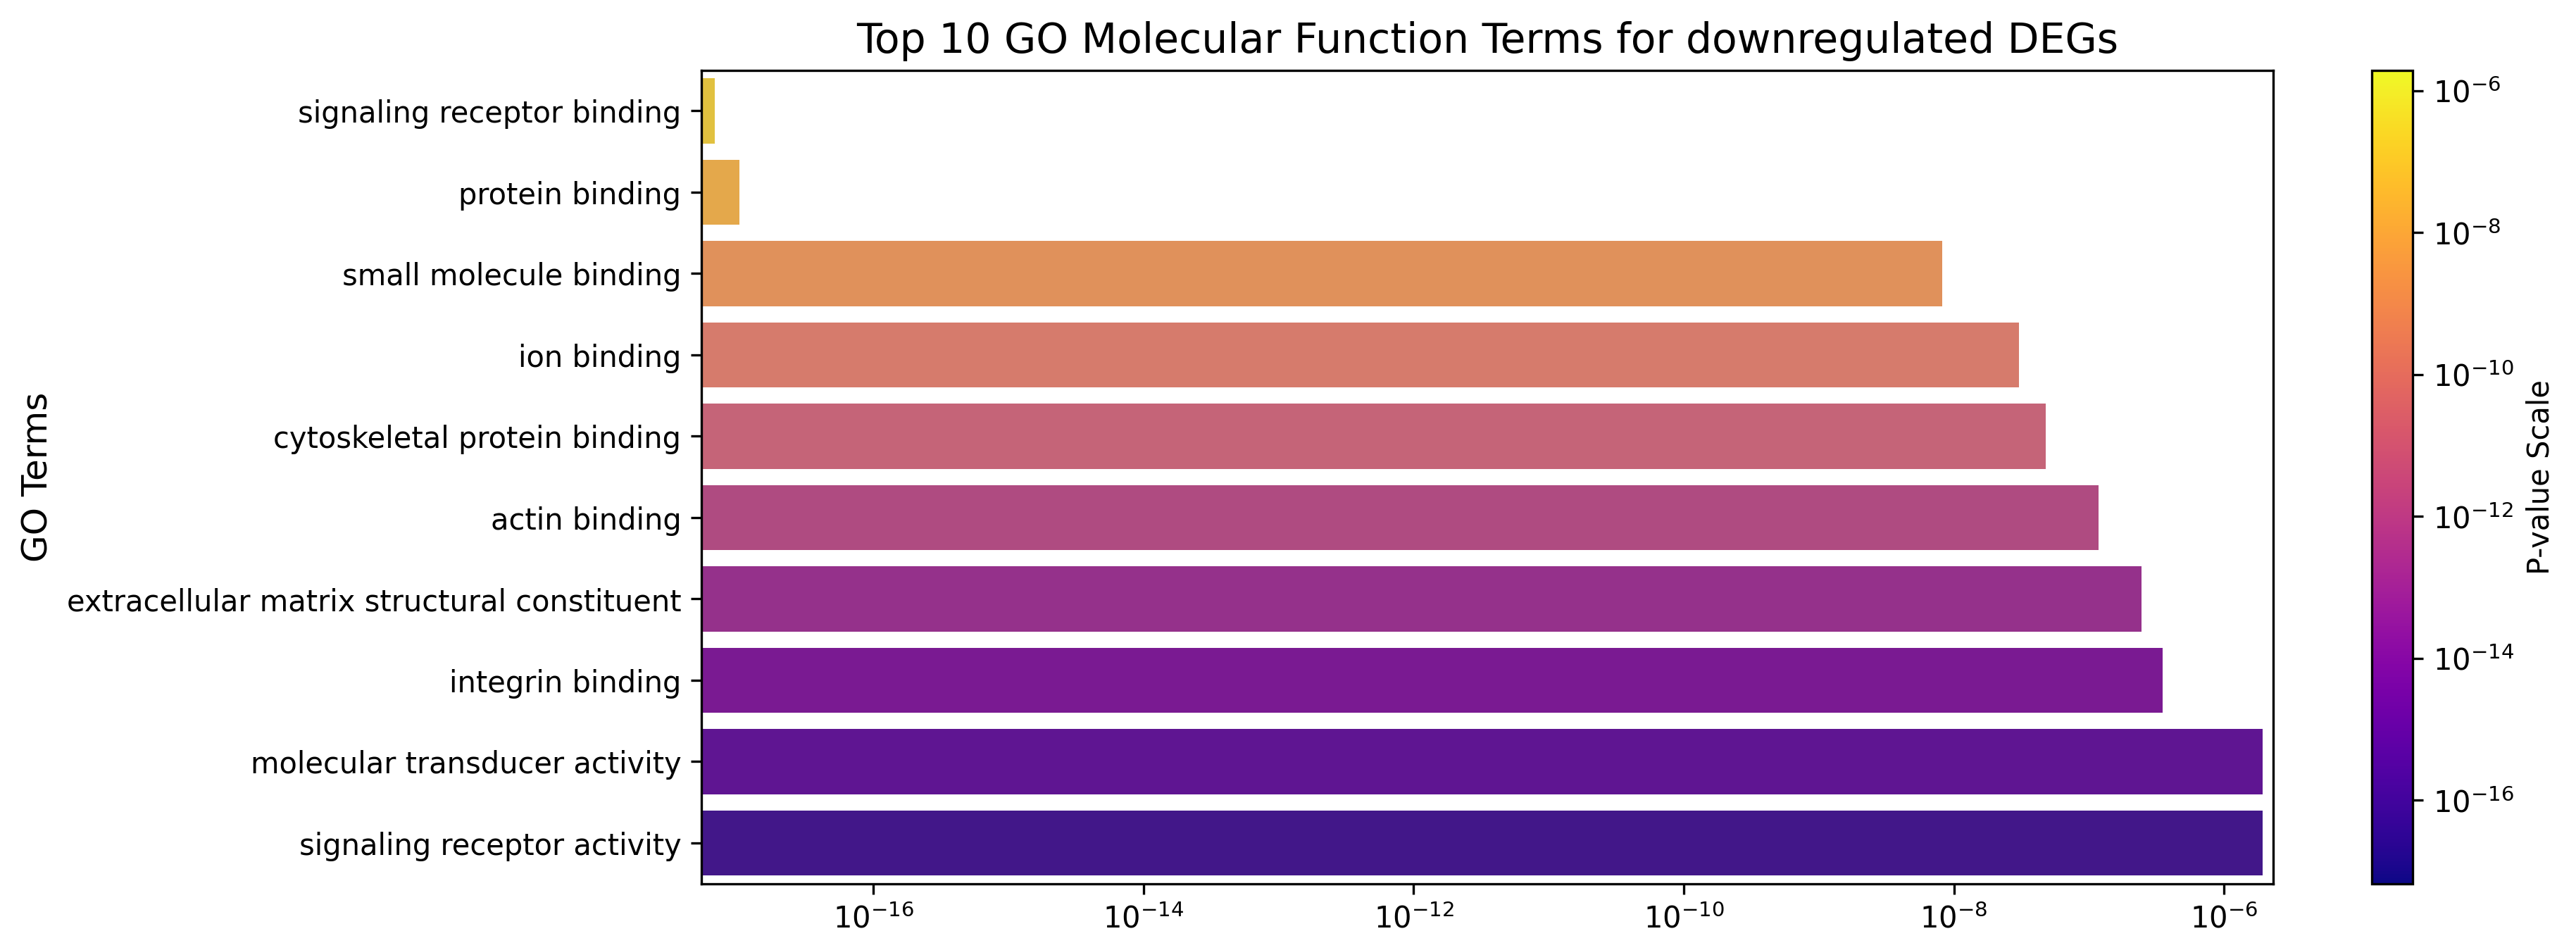 Top 10 GO Molecular Function Terms for downregulated DEGs
GO Terms
signaling receptor binding
protein binding
small molecule binding
ion binding
cytoskeletal protein binding
actin binding
extracellular matrix structural constituent
integrin binding
molecular transducer activity
signaling receptor activity
10⁻¹⁶ 10⁻¹⁴ 10⁻¹² 10⁻¹⁰ 10⁻⁸ 10⁻⁶
10⁻⁶
10⁻⁸
10⁻¹⁰
10⁻¹²
10⁻¹⁴
10⁻¹⁶
P-value Scale